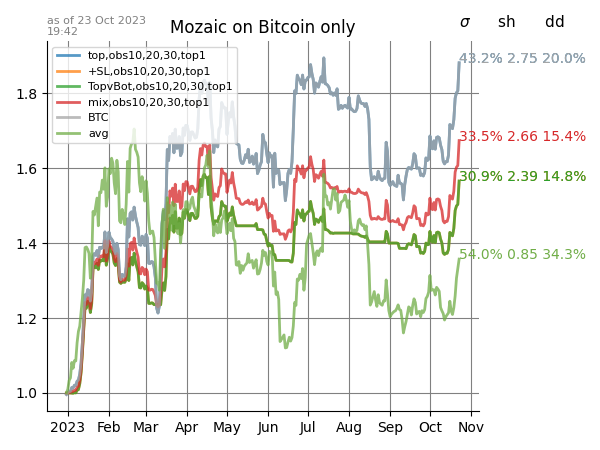 as of 23 Oct 2023
19:42
Mozaic on Bitcoin only
σ sh dd
top,obs10,20,30,top1
+SL,obs10,20,30,top1
TopvBot,obs10,20,30,top1
mix,obs10,20,30,top1
BTC
avg
43.2% 2.75 20.0%
33.5% 2.66 15.4%
30.9% 2.39 14.8%
54.0% 0.85 34.3%
1.8
1.6
1.4
1.2
1.0
2023 Feb Mar Apr May Jun Jul Aug Sep Oct Nov